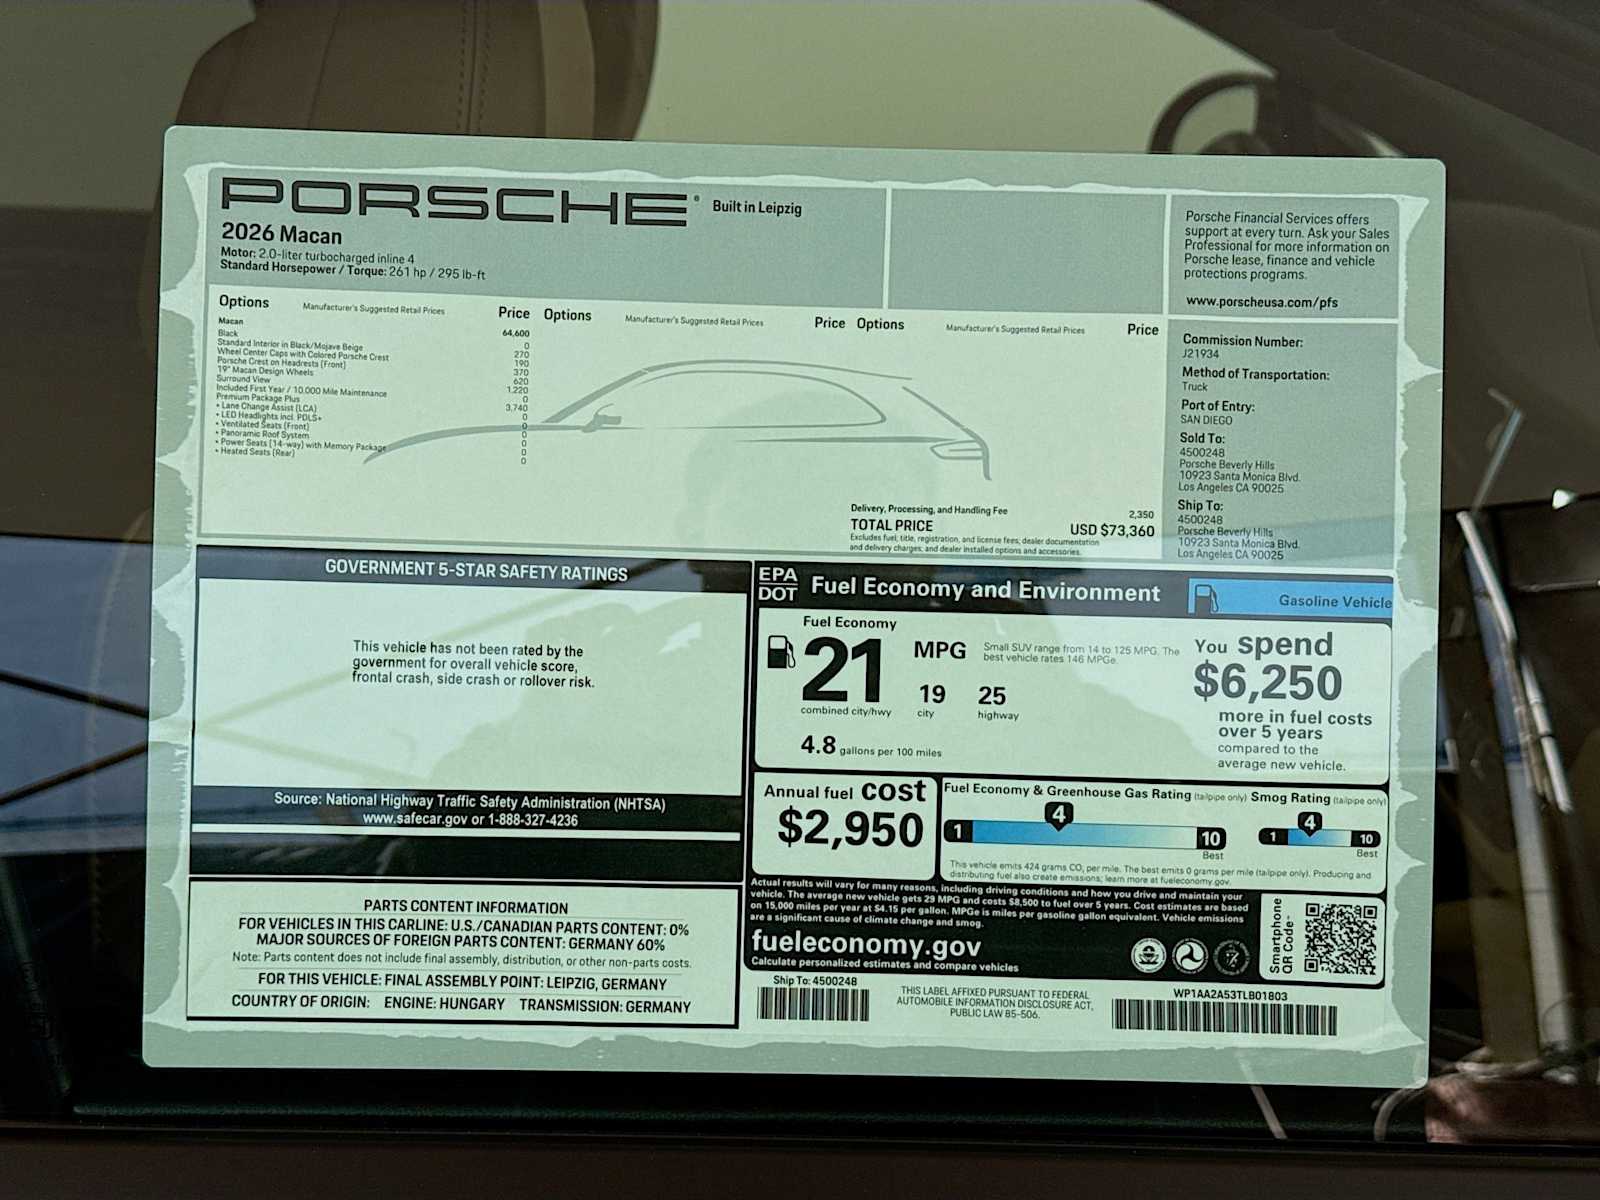 PORSCHE® Built in Leipzig
2026 Macan
Motor: 2.0-liter turbocharged inline 4
Standard Horsepower / Torque: 261 hp / 295 lb-ft
Options Manufacturer's Suggested Retail Prices Price
Macan 64,600
Black 0
Standard Interior in Black/Mojave Beige 0
Wheel Center Caps with Colored Porsche Crest 270
Porsche Crest on Headrests (Front) 190
19" Macan Design Wheels 370
Surround View 620
Included First Year / 10,000 Mile Maintenance 1,220
Premium Package Plus 0
3,740
• Lane Change Assist (LCA) 0
• LED Headlights incl. PDLS+ 0
• Ventilated Seats (Front) 0
• Panoramic Roof System 0
• Power Seats (14-way) with Memory Package 0
• Heated Seats (Rear) 0
Options Manufacturer's Suggested Retail Prices Price
Options Manufacturer's Suggested Retail Prices Price
Delivery, Processing, and Handling Fee 2,350
TOTAL PRICE USD $73,360
Excludes fuel; title, registration, and license fees; dealer documentation
and delivery charges; and dealer installed options and accessories.
Porsche Financial Services offers
support at every turn. Ask your Sales
Professional for more information on
Porsche lease, finance and vehicle
protections programs.
www.porscheusa.com/pfs
Commission Number:
J21934
Method of Transportation:
Truck
Port of Entry:
SAN DIEGO
Sold To:
4500248
Porsche Beverly Hills
10923 Santa Monica Blvd.
Los Angeles CA 90025
Ship To:
4500248
Porsche Beverly Hills
10923 Santa Monica Blvd.
Los Angeles CA 90025
GOVERNMENT 5-STAR SAFETY RATINGS
This vehicle has not been rated by the
government for overall vehicle score,
frontal crash, side crash or rollover risk.
Source: National Highway Traffic Safety Administration (NHTSA)
www.safecar.gov or 1-888-327-4236
PARTS CONTENT INFORMATION
FOR VEHICLES IN THIS CARLINE: U.S./CANADIAN PARTS CONTENT: 0%
MAJOR SOURCES OF FOREIGN PARTS CONTENT: GERMANY 60%
Note: Parts content does not include final assembly, distribution, or other non-parts costs.
FOR THIS VEHICLE: FINAL ASSEMBLY POINT: LEIPZIG, GERMANY
COUNTRY OF ORIGIN: ENGINE: HUNGARY TRANSMISSION: GERMANY
EPA
DOT
Fuel Economy and Environment
Gasoline Vehicle
Fuel Economy
21 MPG
combined city/hwy
19
city
25
highway
Small SUV range from 14 to 125 MPG. The
best vehicle rates 146 MPGe.
4.8 gallons per 100 miles
You spend
$6,250
more in fuel costs
over 5 years
compared to the
average new vehicle.
Annual fuel cost
$2,950
Fuel Economy & Greenhouse Gas Rating (tailpipe only)
4
1 10
Best
Smog Rating (tailpipe only)
4
1 10
Best
This vehicle emits 424 grams CO₂ per mile. The best emits 0 grams per mile (tailpipe only). Producing and
distributing fuel also create emissions; learn more at fueleconomy.gov.
Actual results will vary for many reasons, including driving conditions and how you drive and maintain your
vehicle. The average new vehicle gets 29 MPG and costs $8,500 to fuel over 5 years. Cost estimates are based
on 15,000 miles per year at $4.15 per gallon. MPGe is miles per gasoline gallon equivalent. Vehicle emissions
are a significant cause of climate change and smog.
fueleconomy.gov
Calculate personalized estimates and compare vehicles
Smartphone
QR Code™
Ship To: 4500248
THIS LABEL AFFIXED PURSUANT TO FEDERAL
AUTOMOBILE INFORMATION DISCLOSURE ACT,
PUBLIC LAW 85-506.
WP1AA2A53TLB01803